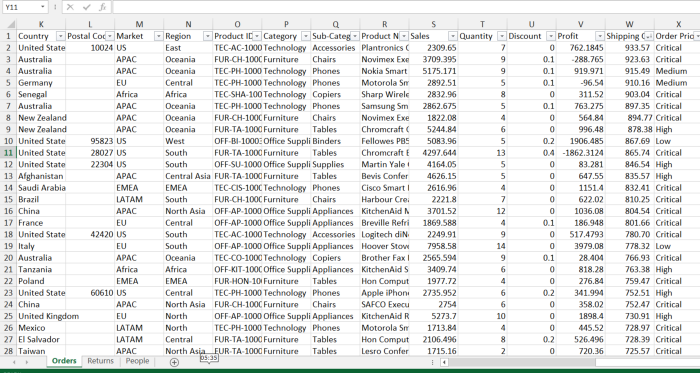 Y11
fx
K L M N O P Q R S T U V W X
1 Country Postal Cod Market Region Product ID Category Sub-Categ Product N Sales Quantity Discount Profit Shipping C Order Prio
2 United State 10024 US East TEC-AC-1000 Technology Accessories Plantronics C 2309.65 7 0 762.1845 933.57 Critical
3 Australia APAC Oceania FUR-CH-1000 Furniture Chairs Novimex Exe 3709.395 9 0.1 -288.765 923.63 Critical
4 Australia APAC Oceania TEC-PH-1000 Technology Phones Nokia Smart 5175.171 9 0.1 919.971 915.49 Medium
5 Germany EU Central TEC-PH-1000 Technology Phones Motorola Sm 2892.51 5 0.1 -96.54 910.16 Medium
6 Senegal Africa Africa TEC-SHA-100 Technology Copiers Sharp Wirele 2832.96 8 0 311.52 903.04 Critical
7 Australia APAC Oceania TEC-PH-1000 Technology Phones Samsung Sm 2862.675 5 0.1 763.275 897.35 Critical
8 New Zealand APAC Oceania FUR-CH-1000 Furniture Chairs Novimex Exe 1822.08 4 0 564.84 894.77 Critical
9 New Zealand APAC Oceania FUR-TA-1000 Furniture Tables Chromcraft C 5244.84 6 0 996.48 878.38 High
10 United State 95823 US West OFF-BI-1000 Office Suppli Binders Fellowes PB5 5083.96 5 0.2 1906.485 867.69 Low
11 United State 28027 US South FUR-TA-1000 Furniture Tables Chromcraft B 4297.644 13 0.4 -1862.3124 865.74 Critical
12 United State 22304 US South OFF-SU-1000 Office Suppli Supplies Martin Yale C 4164.05 5 0 83.281 846.54 High
13 Afghanistan APAC Central Asia FUR-TA-1000 Furniture Tables Bevis Confer 4626.15 5 0 647.55 835.57 High
14 Saudi Arabia EMEA EMEA TEC-CIS-1000 Technology Phones Cisco Smart I 2616.96 4 0 1151.4 832.41 Critical
15 Brazil LATAM South FUR-CH-1000 Furniture Chairs Harbour Crea 2221.8 7 0 622.02 810.25 Critical
16 China APAC North Asia OFF-AP-1000 Office Suppli Appliances KitchenAid M 3701.52 12 0 1036.08 804.54 Critical
17 France EU Central OFF-AP-1000 Office Suppli Appliances Breville Refri 1869.588 4 0.1 186.948 801.66 Critical
18 United State 42420 US South TEC-AC-1000 Technology Accessories Logitech diN 2249.91 9 0 517.4793 780.70 Critical
19 Italy EU South OFF-AP-1000 Office Suppli Appliances Hoover Stove 7958.58 14 0 3979.08 778.32 Low
20 Australia APAC Oceania TEC-CO-1000 Technology Copiers Brother Fax I 2565.594 9 0.1 28.404 766.93 Critical
21 Tanzania Africa Africa OFF-KIT-1000 Office Suppli Appliances KitchenAid S 3409.74 6 0 818.28 763.38 High
22 Poland EMEA EMEA FUR-HON-10 Furniture Tables Hon Comput 1977.72 4 0 276.84 759.47 Critical
23 United State 60610 US Central TEC-PH-1000 Technology Phones Apple iPhone 2735.952 6 0.2 341.994 752.51 High
24 China APAC North Asia FUR-CH-1000 Furniture Chairs SAFCO Execu 2754 6 0 358.02 752.47 Critical
25 United Kingdom EU North OFF-AP-1000 Office Suppli Appliances KitchenAid R 5273.7 10 0 1898.4 730.91 High
26 Mexico LATAM North TEC-PH-1000 Technology Phones Motorola Sm 1713.84 4 0 445.52 728.97 Critical
27 El Salvador LATAM Central FUR-TA-1000 Furniture Tables Hon Comput 2106.496 8 0.2 526.496 728.39 Critical
28 Taiwan APAC North Asia FUR-TA-1000 Furniture Tables Lesro Confer 1715.16 2 0 720.36 725.57 Critical
Orders Returns People
05:35